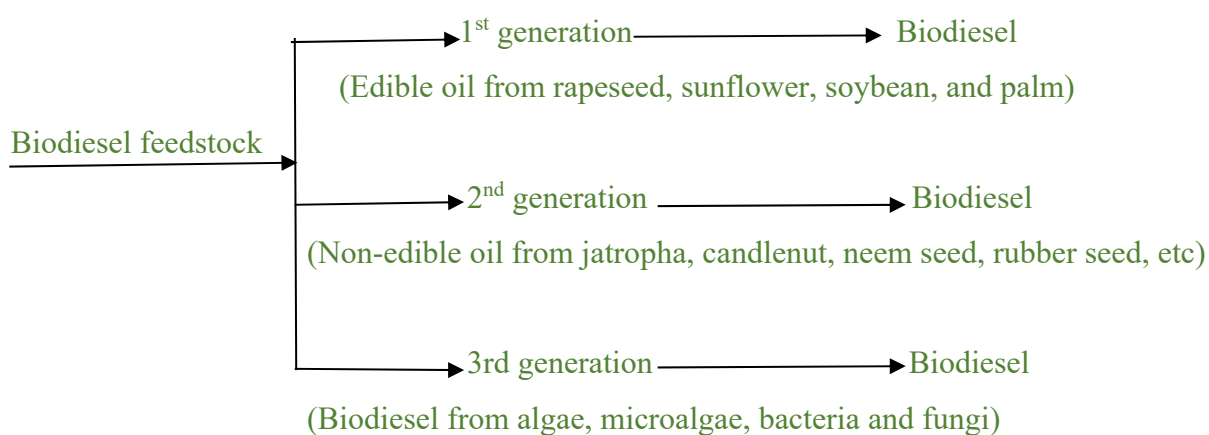 1st generation Biodiesel
(Edible oil from rapeseed, sunflower, soybean, and palm)
Biodiesel feedstock
2nd generation Biodiesel
(Non-edible oil from jatropha, candlenut, neem seed, rubber seed, etc)
3rd generation Biodiesel
(Biodiesel from algae, microalgae, bacteria and fungi)